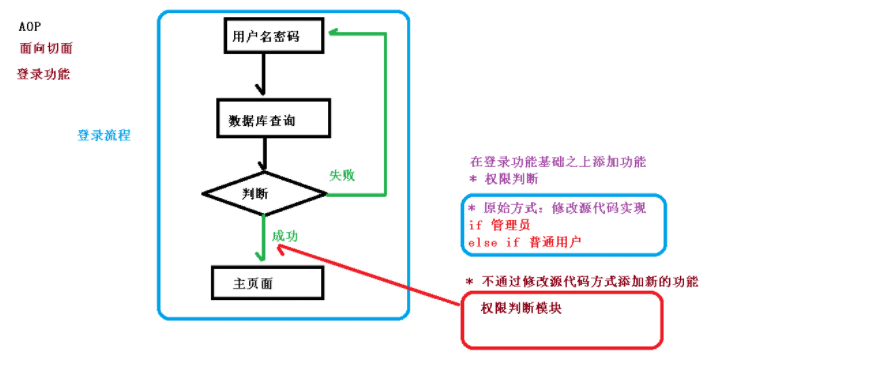 AOP
面向切面
登录功能
登录流程
用户名密码
数据库查询
判断
失败
成功
主页面
在登录功能基础之上添加功能
* 权限判断
* 原始方式：修改源代码实现
if 管理员
else if 普通用户
* 不通过修改源代码方式添加新的功能
权限判断模块